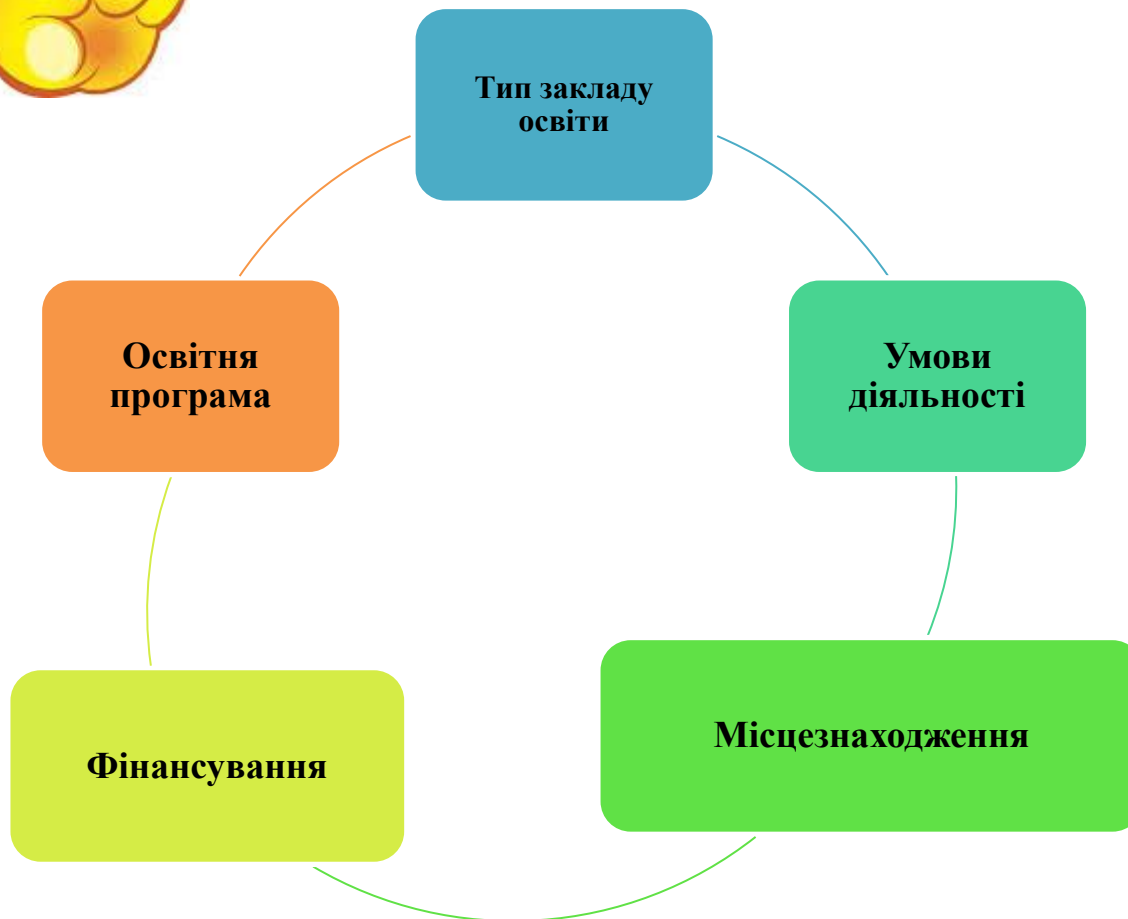 Тип закладу
освіти
Умови
діяльності
Місцезнаходження
Фінансування
Освітня
програма